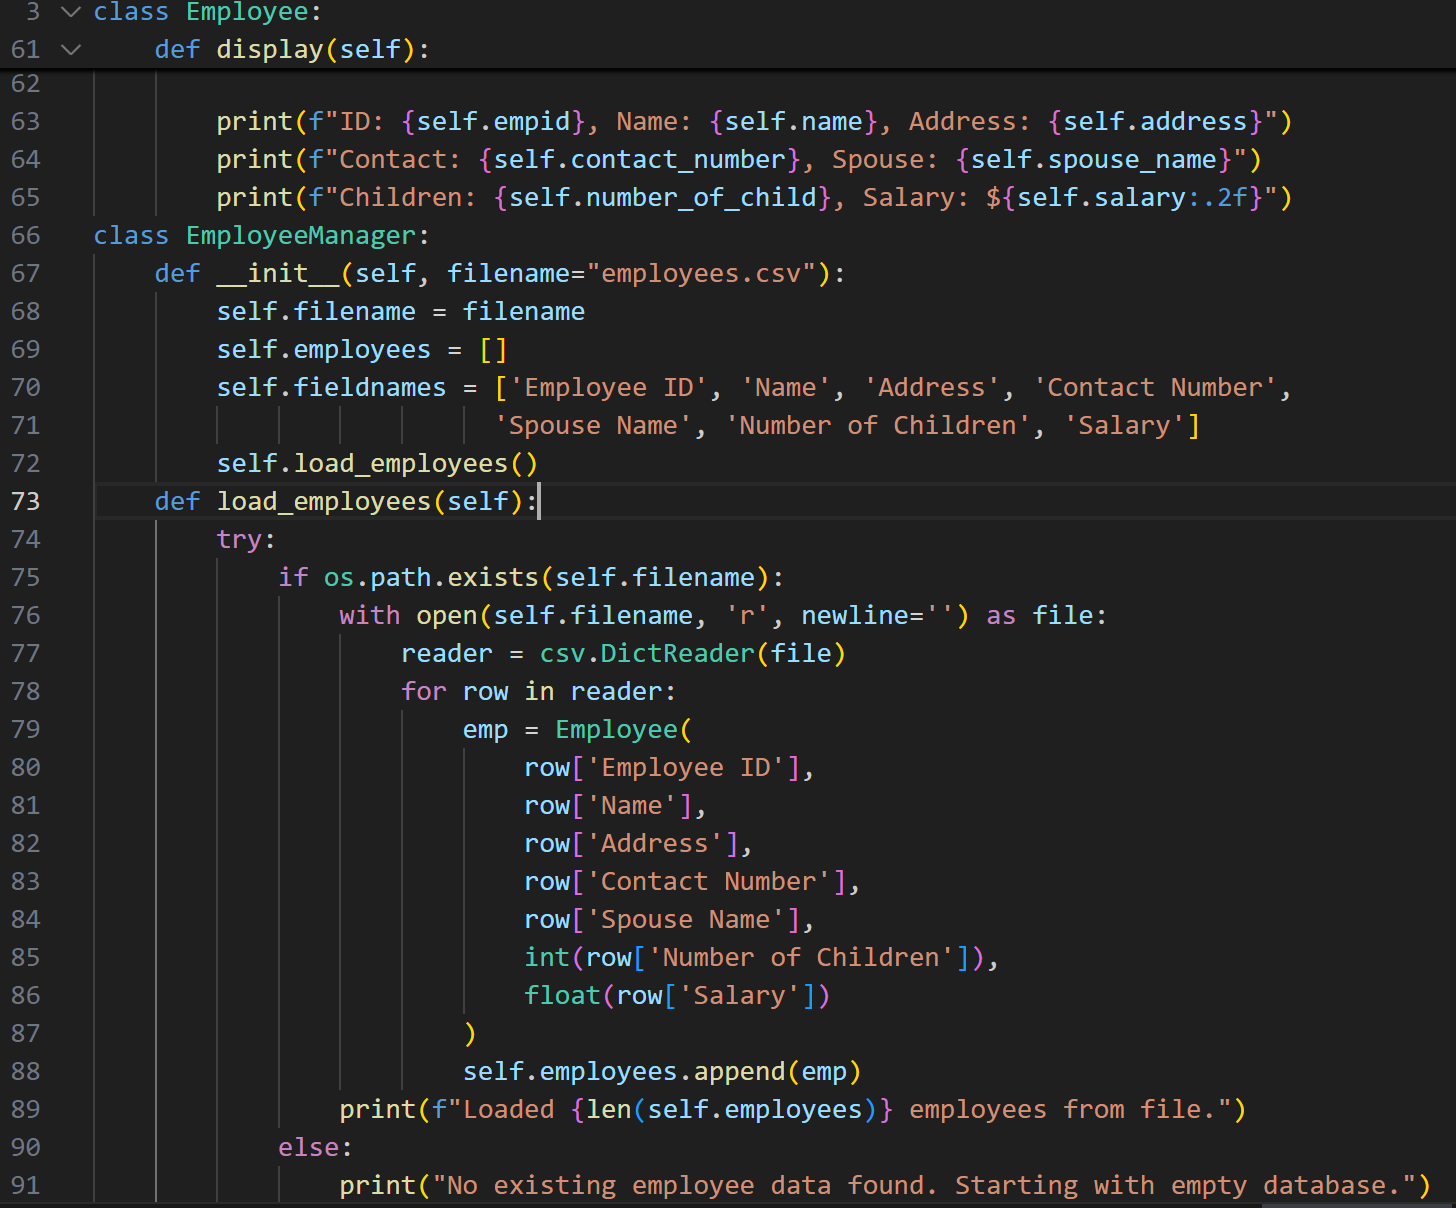 3 class Employee:
61     def display(self):
62
63         print(f"ID: {self.empid}, Name: {self.name}, Address: {self.address}")
64         print(f"Contact: {self.contact_number}, Spouse: {self.spouse_name}")
65         print(f"Children: {self.number_of_child}, Salary: ${self.salary:.2f}")
66 class EmployeeManager:
67     def __init__(self, filename="employees.csv"):
68         self.filename = filename
69         self.employees = []
70         self.fieldnames = ['Employee ID', 'Name', 'Address', 'Contact Number',
71                           'Spouse Name', 'Number of Children', 'Salary']
72         self.load_employees()
73     def load_employees(self):
74         try:
75             if os.path.exists(self.filename):
76                 with open(self.filename, 'r', newline='') as file:
77                     reader = csv.DictReader(file)
78                     for row in reader:
79                         emp = Employee(
80                             row['Employee ID'],
81                             row['Name'],
82                             row['Address'],
83                             row['Contact Number'],
84                             row['Spouse Name'],
85                             int(row['Number of Children']),
86                             float(row['Salary'])
87                         )
88                         self.employees.append(emp)
89                 print(f"Loaded {len(self.employees)} employees from file.")
90             else:
91                 print("No existing employee data found. Starting with empty database.")